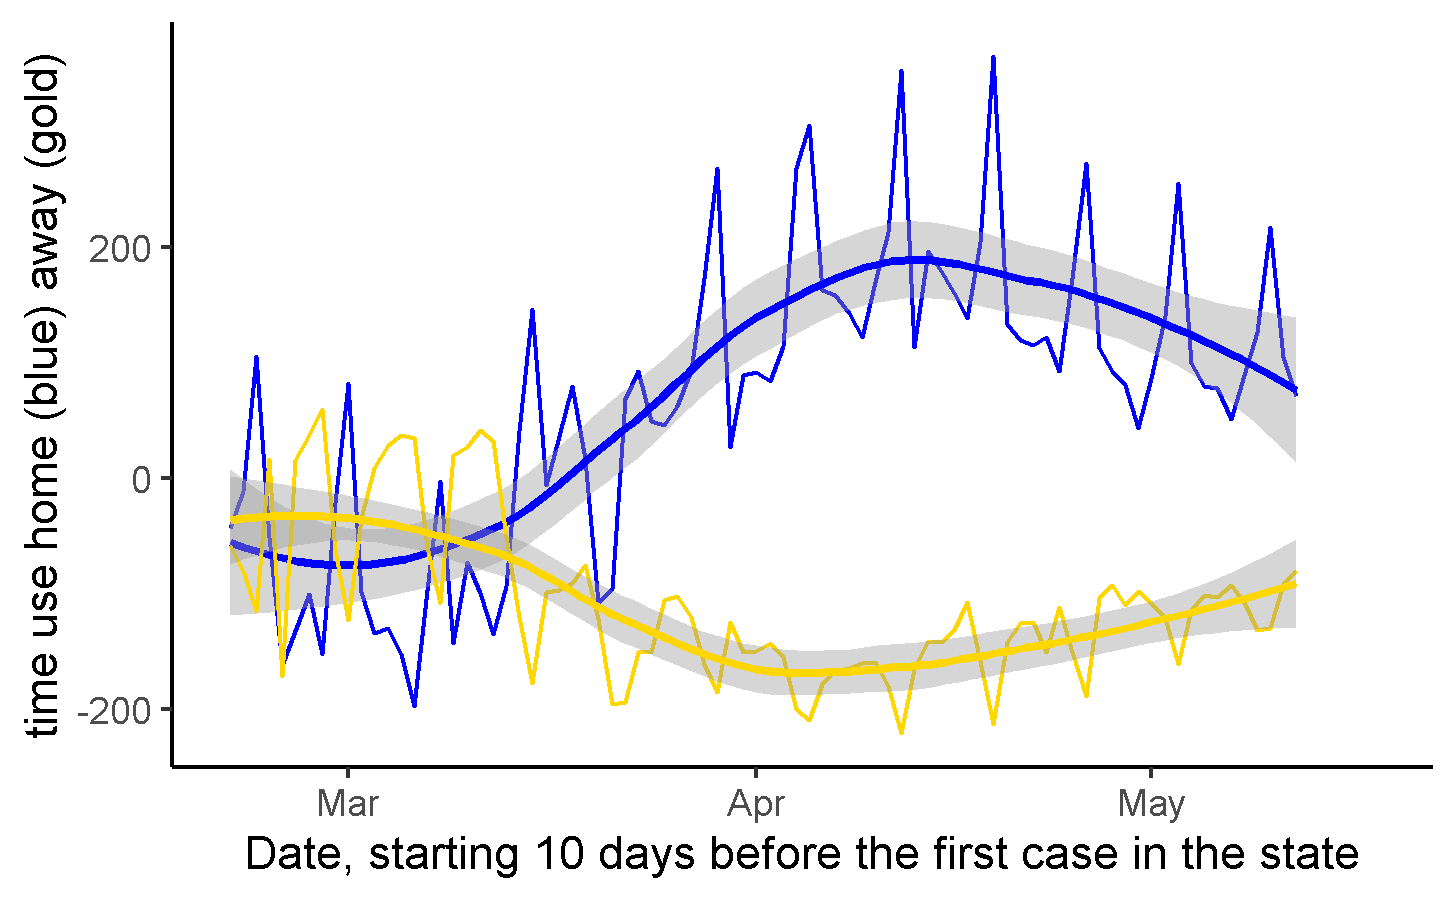 time use home (blue) away (gold)
200
0
-200
Mar
Apr
May
Date, starting 10 days before the first case in the state